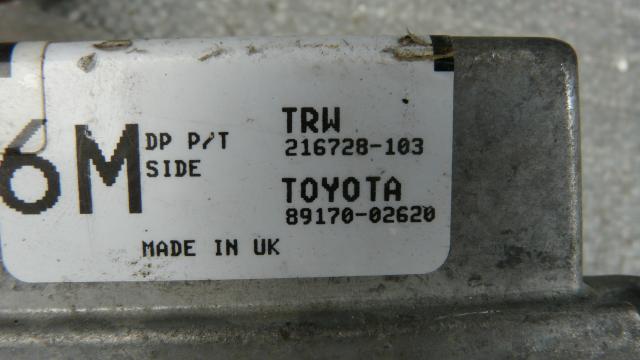 6M
DP P/T
SIDE
TRW
216728-103
TOYOTA
89170-02620
MADE IN UK